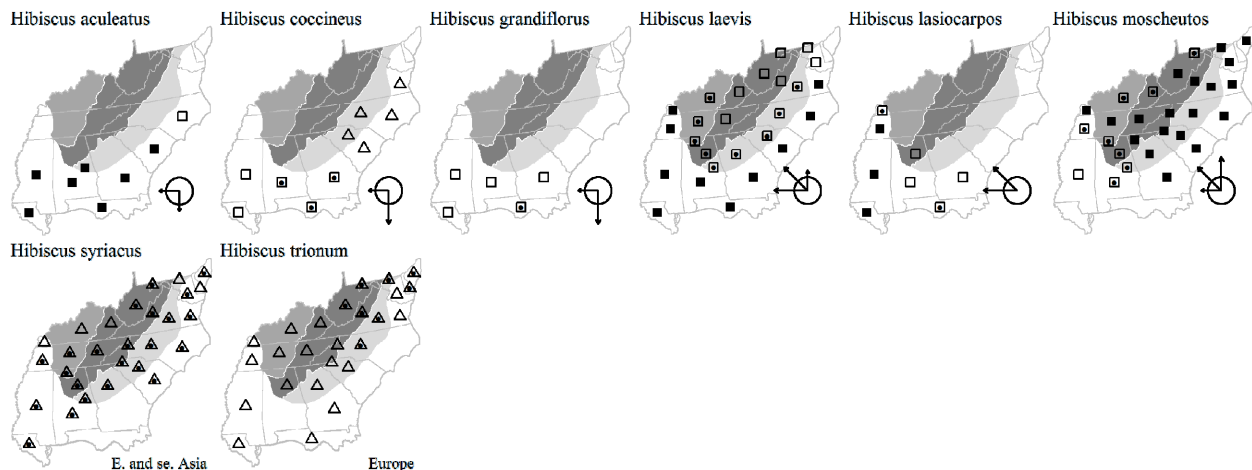 Hibiscus aculeatus
Hibiscus coccineus
Hibiscus grandiflorus
Hibiscus laevis
Hibiscus lasiocarpos
Hibiscus moscheutos
Hibiscus syriacus
Hibiscus trionum
E. and se. Asia
Europe